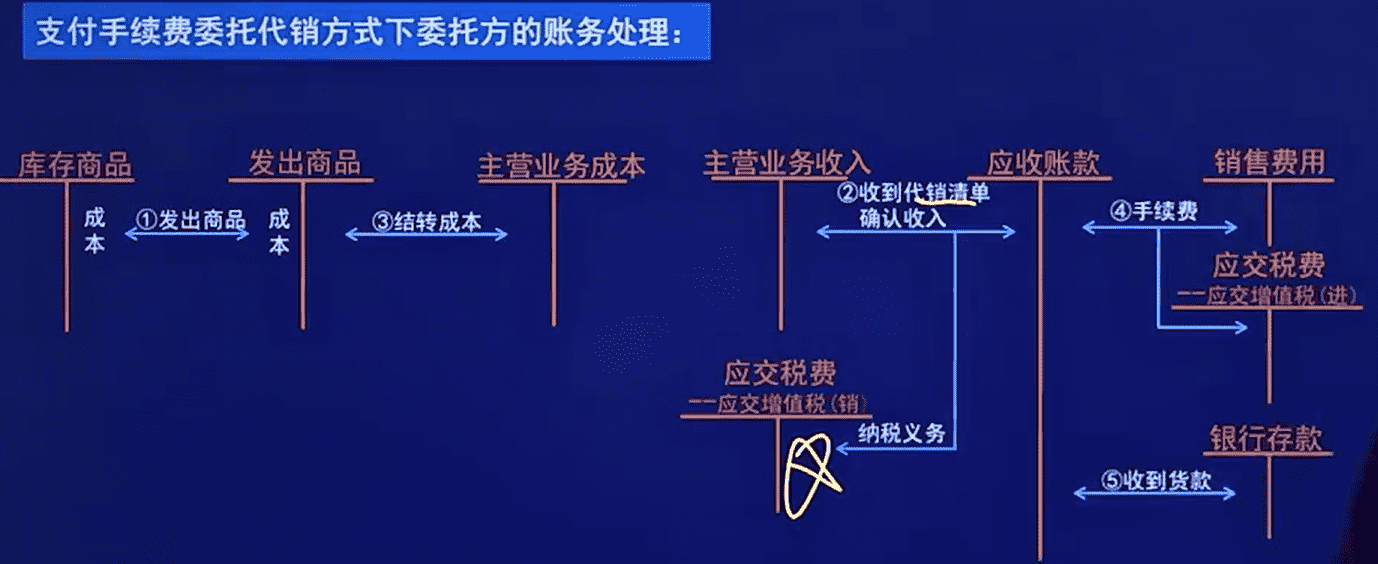 支付手续费委托代销方式下委托方的账务处理：
库存商品
发出商品
主营业务成本
主营业务收入
应收账款
销售费用
成本
①发出商品
成本
③结转成本
②收到代销清单
确认收入
④手续费
应交税费
——应交增值税(进)
应交税费
——应交增值税(销)
纳税义务
银行存款
⑤收到货款